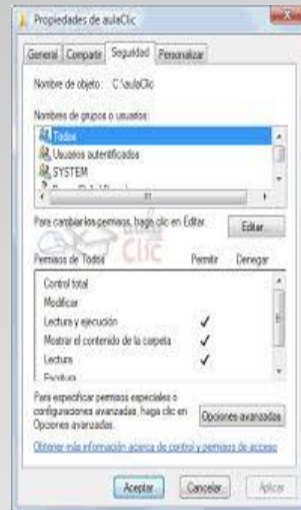 Propiedades de aulaClic
General Compartir Seguridad Personalizar
Nombre de objeto: C:\aulaClic
Nombres de grupos o usuarios:
Todos
Usuarios autentificados
SYSTEM
Para cambiar los permisos, haga clic en Editar.
Editar...
Permisos de Todos Permitir Denegar
Control total
Modificar
Lectura y ejecución
Mostrar el contenido de la carpeta
Lectura
Escritura
Para especificar permisos especiales o
configuraciones avanzadas, haga clic en
Opciones avanzadas.
Opciones avanzadas
Obtener más información acerca de control y permisos de acceso
Aceptar Cancelar Aplicar